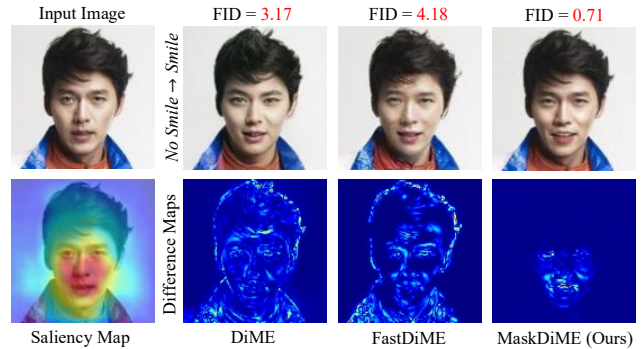 Input Image
FID = 3.17
FID = 4.18
FID = 0.71
No Smile → Smile
Difference Maps
Saliency Map
DiME
FastDiME
MaskDiME (Ours)